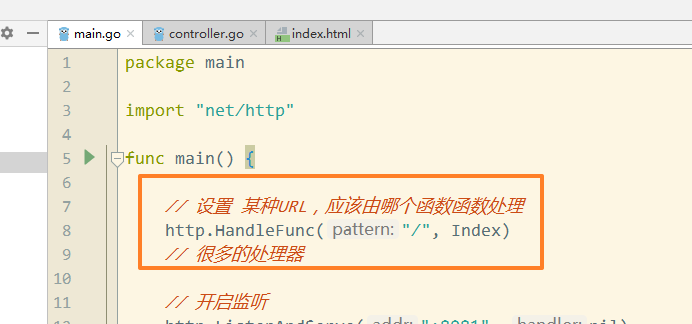 main.go controller.go index.html
1 package main
2
3 import "net/http"
4
5 func main() {
6
7 // 设置 某种URL，应该由哪个函数函数处理
8 http.HandleFunc( pattern: "/", Index)
9 // 很多的处理器
10
11 // 开启监听